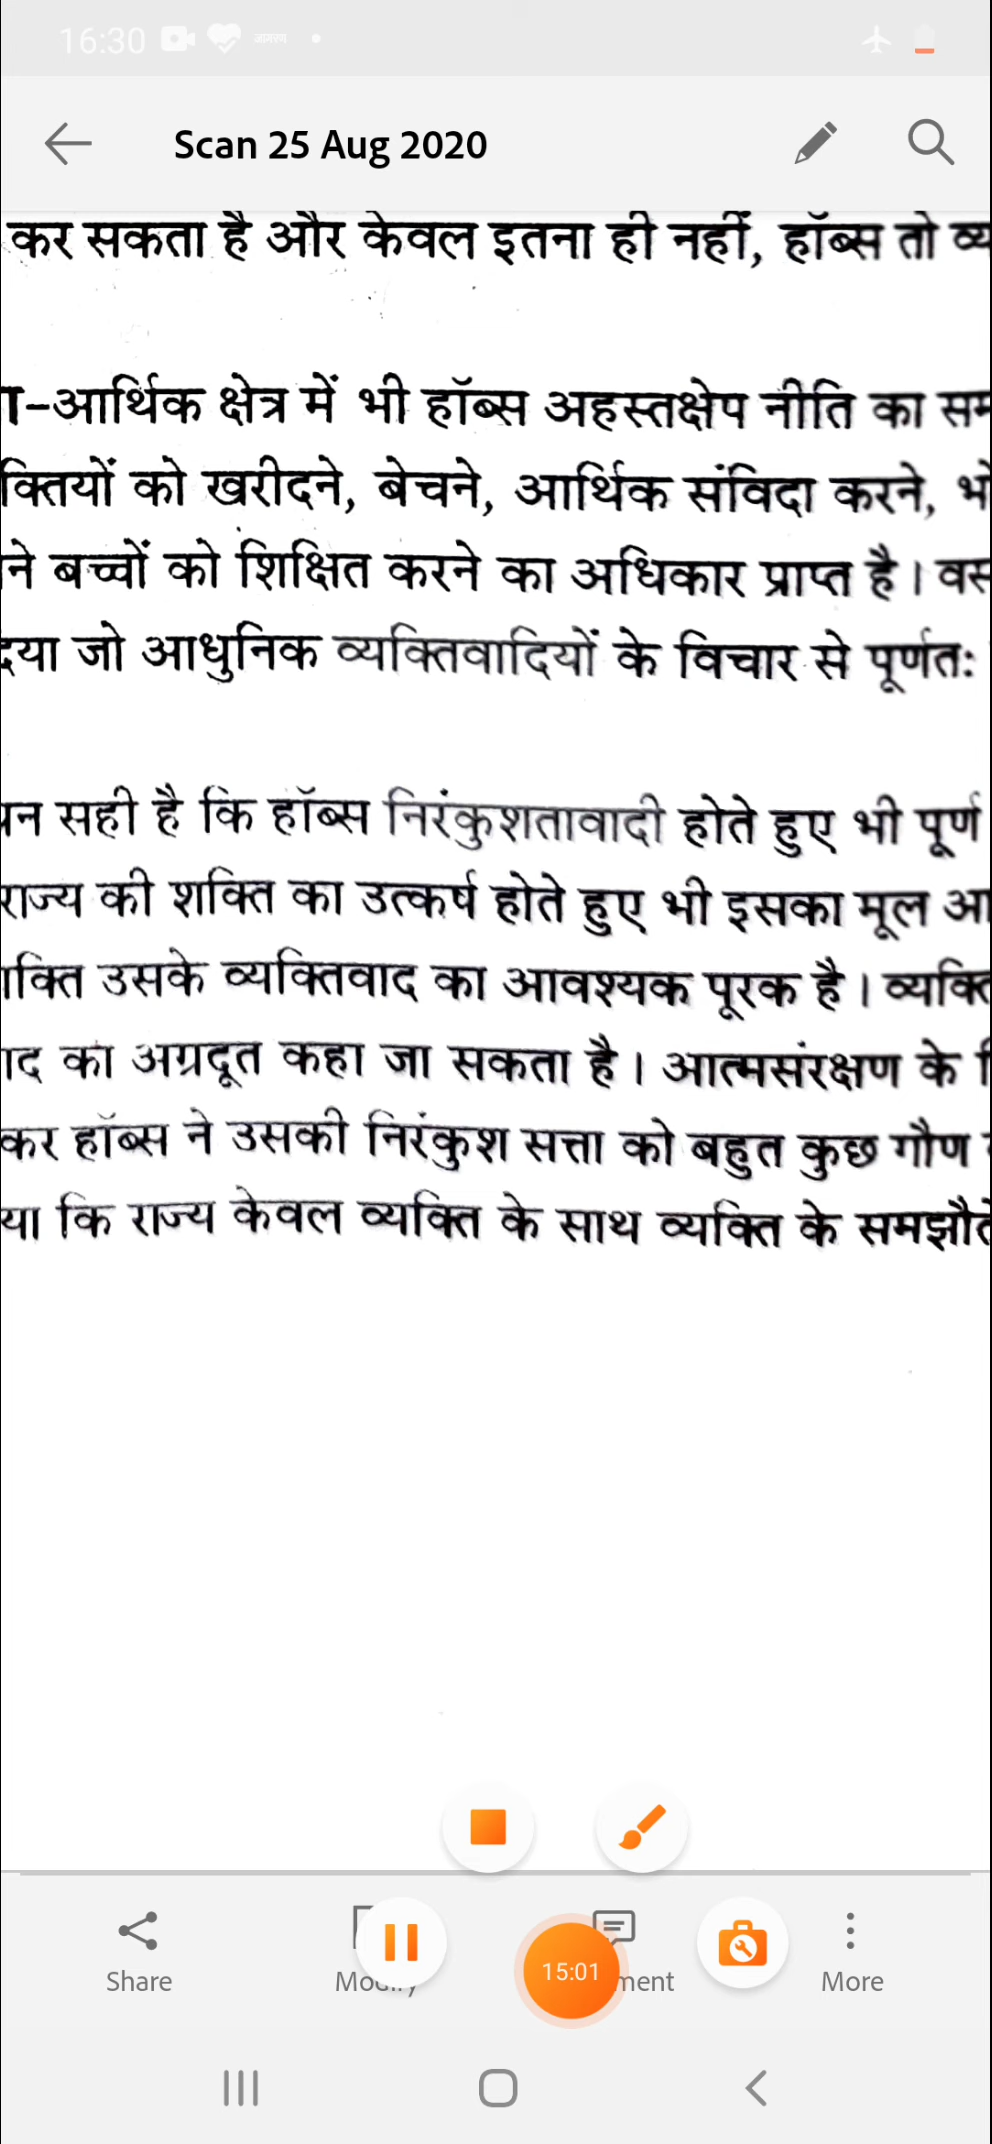 16:30
Scan 25 Aug 2020
कर सकता है और केवल इतना ही नहीं, हॉब्स तो
आर्थिक क्षेत्र में भी हॉब्स अहस्तक्षेप नीति का
को खरीदने, बेचने, आर्थिक संविदा करने,
बच्चों को शिक्षित करने का अधिकार प्राप्त है।
जो आधुनिक व्यक्तिवादियों के विचार से पूर्णतः
सही है कि हॉब्स निरंकुशतावादी होते हुए भी पूर्ण
राज्य की शक्ति का उत्कर्ष होते हुए भी इसका मूल
उसके व्यक्तिवाद का आवश्यक पूरक है।
का अग्रदूत कहा जा सकता है। आत्मसंरक्षण के
कर हॉब्स ने उसकी निरंकुश सत्ता को बहुत कुछ गौण
कि राज्य केवल व्यक्ति के साथ व्यक्ति के
15:01
Share
More